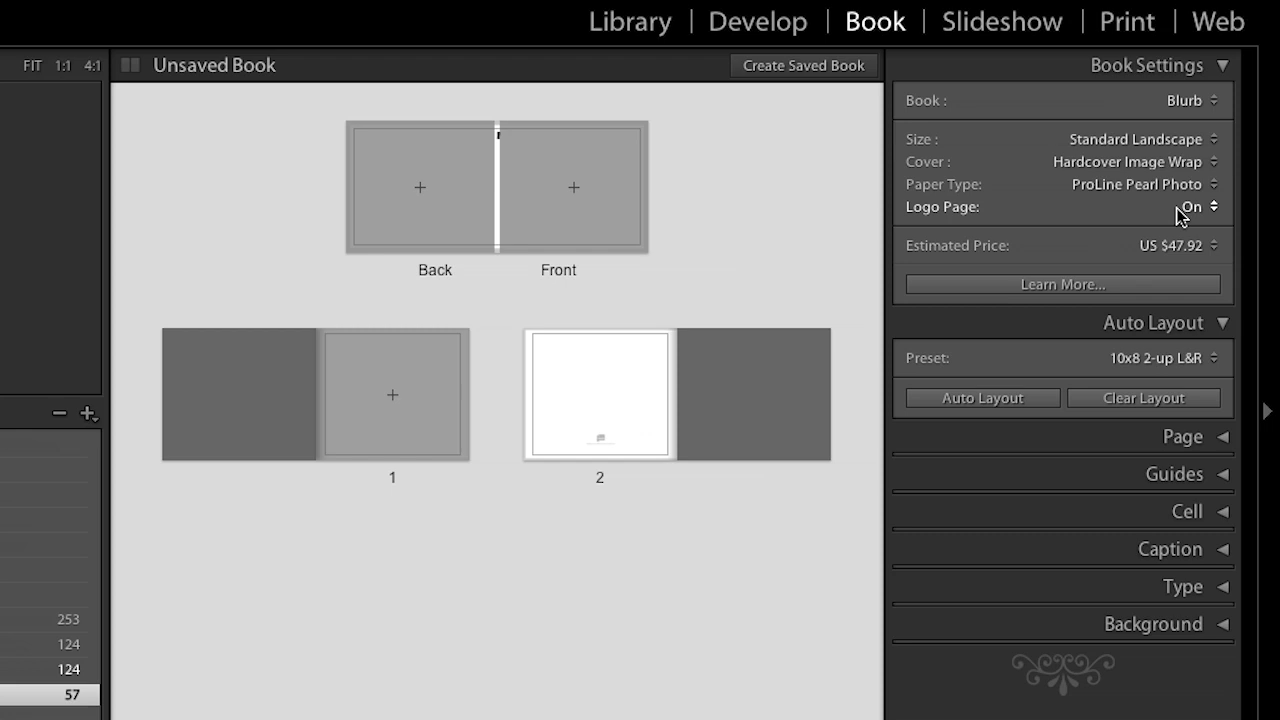 Library | Develop | Book | Slideshow | Print | Web
FIT 1:1 4:1
Unsaved Book
Create Saved Book
Book Settings
Book : Blurb
Size : Standard Landscape
Cover : Hardcover Image Wrap
Paper Type: ProLine Pearl Photo
Logo Page: On
Estimated Price: US $47.92
Learn More...
Back Front
Auto Layout
Preset: 10x8 2-up L&R
Auto Layout Clear Layout
Page
Guides
Cell
Caption
Type
Background
1 2
253
124
124
57